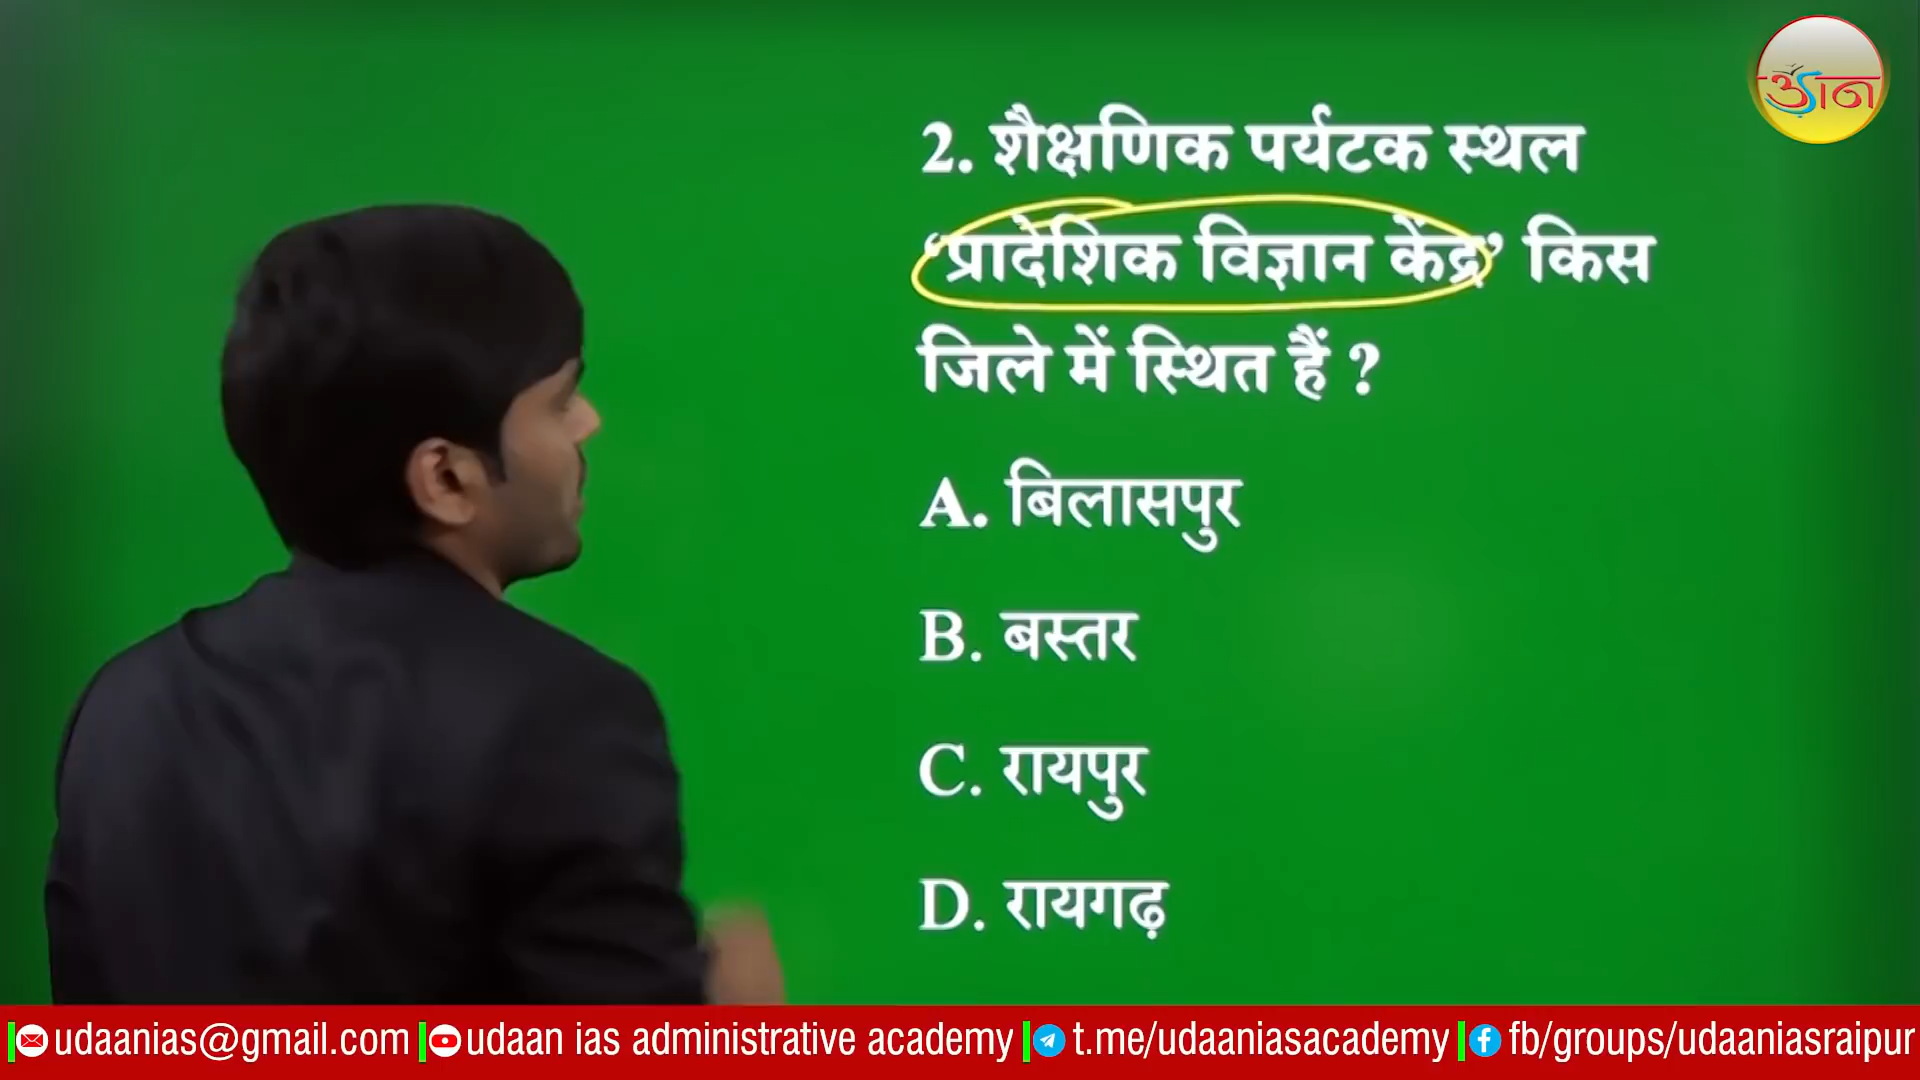 उड़ान
2. शैक्षणिक पर्यटक स्थल
‘प्रादेशिक विज्ञान केंद्र’ किस
जिले में स्थित हैं ?
A. बिलासपुर
B. बस्तर
C. रायपुर
D. रायगढ़
udaanias@gmail.com udaan ias administrative academy t.me/udaaniasacademy fb/groups/udaaniasraipur